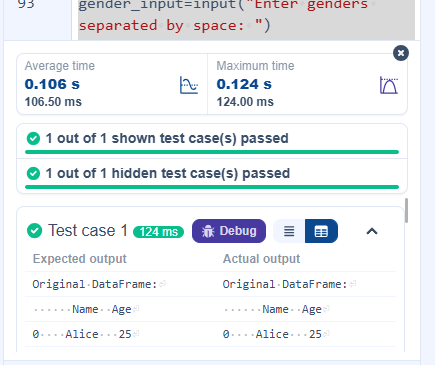 93 gender_input=input("Enter genders
separated by space: ")
Average time
0.106 s
106.50 ms
Maximum time
0.124 s
124.00 ms
1 out of 1 shown test case(s) passed
1 out of 1 hidden test case(s) passed
Test case 1 124 ms Debug
Expected output Actual output
Original·DataFrame:⏎ Original·DataFrame:⏎
······Name··Age⏎ ······Name··Age⏎
0····Alice···25⏎ 0····Alice···25⏎